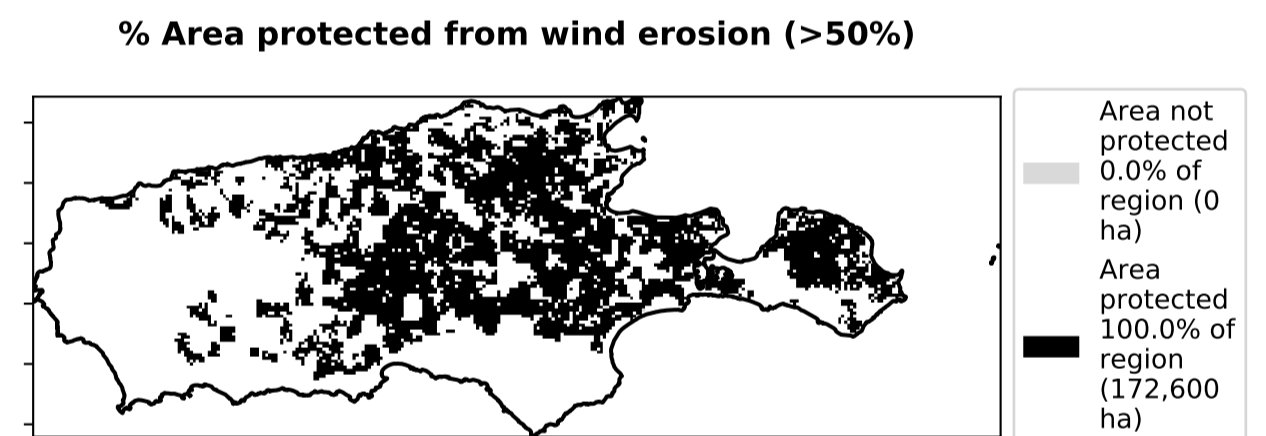 % Area protected from wind erosion (>50%)
Area not
protected
0.0% of
region (0
ha)
Area
protected
100.0% of
region
(172,600
ha)